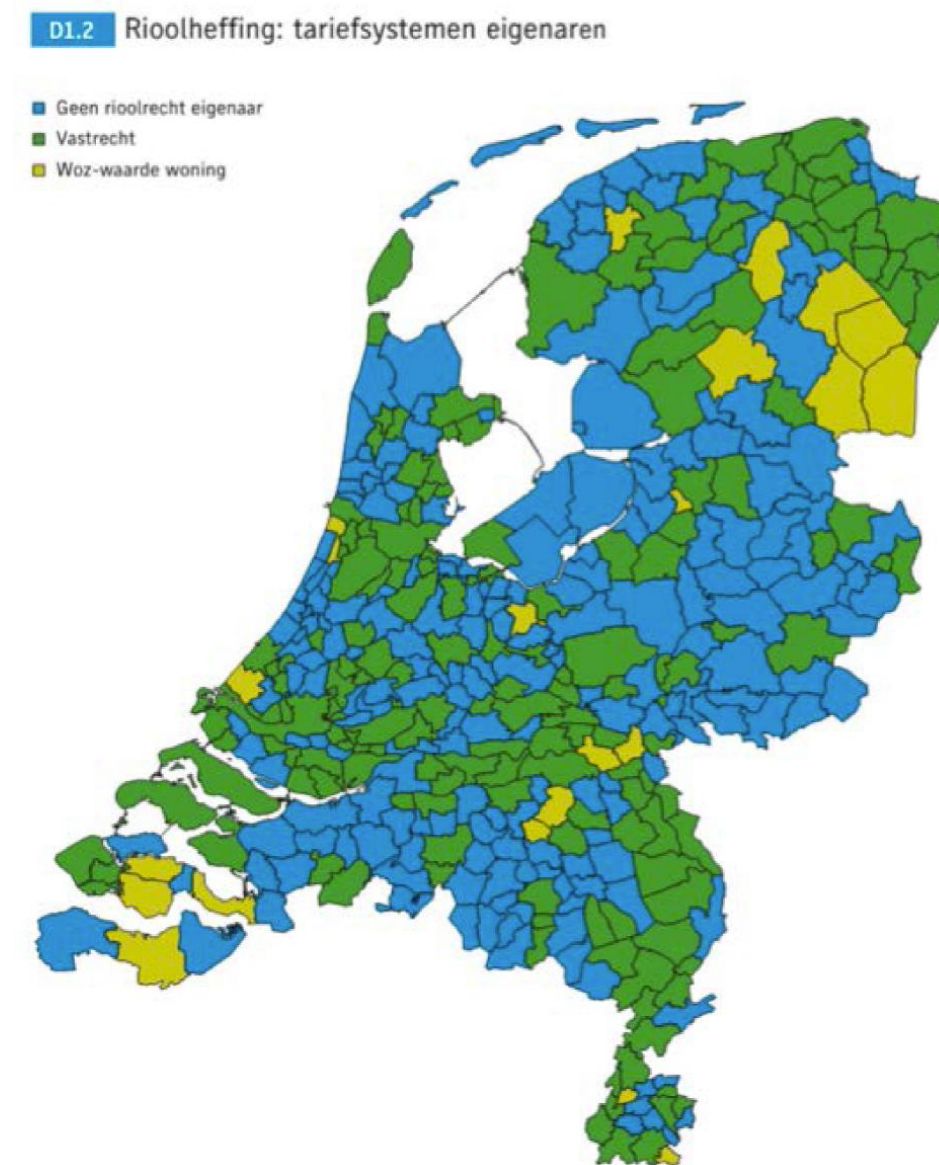 D1.2 Rioolheffing: tariefsystemen eigenaren
Geen rioolrecht eigenaar
Vastrecht
Woz-waarde woning